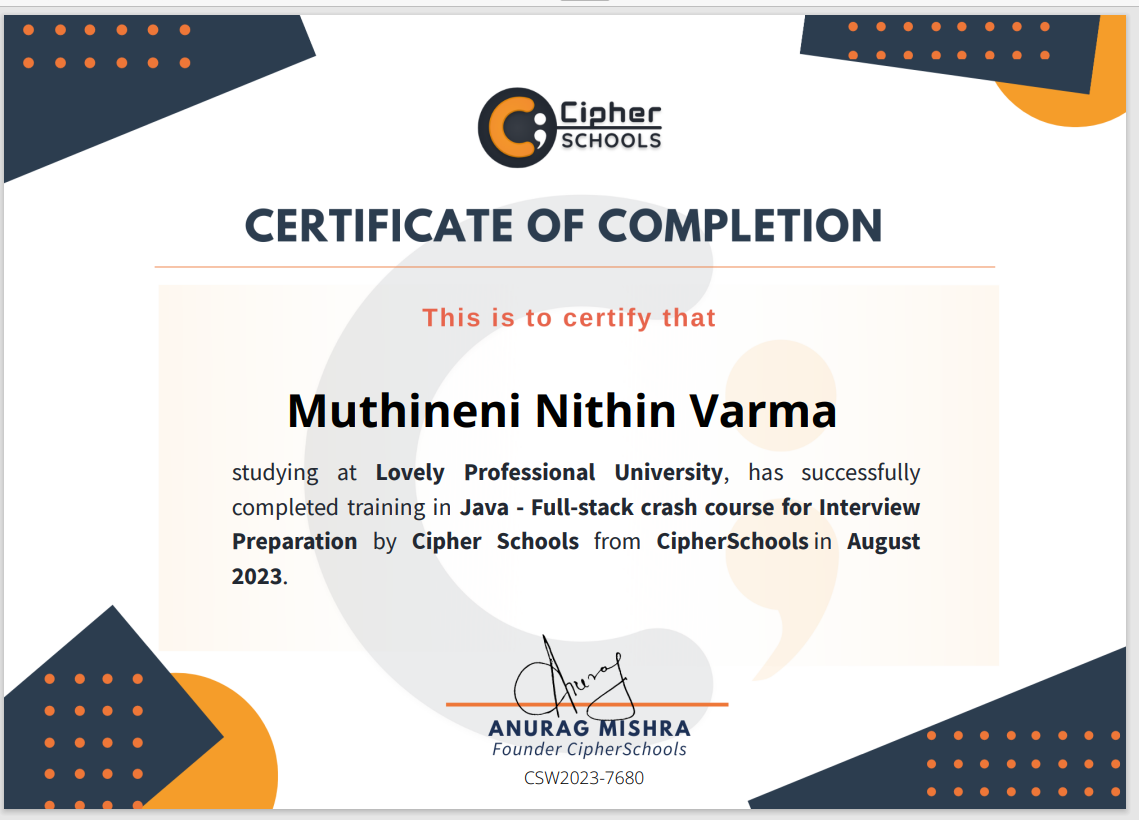 Cipher
SCHOOLS
CERTIFICATE OF COMPLETION
This is to certify that
Muthineni Nithin Varma
studying at Lovely Professional University, has successfully
completed training in Java - Full-stack crash course for Interview
Preparation by Cipher Schools from CipherSchools in August
2023.
Anurag
ANURAG MISHRA
Founder CipherSchools
CSW2023-7680